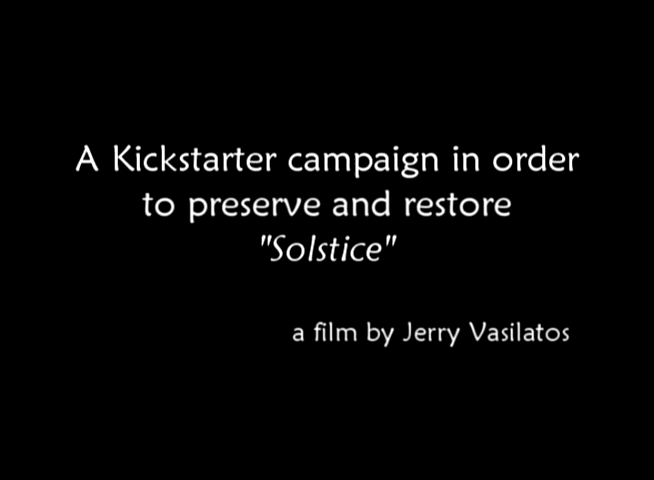 A Kickstarter campaign in order
to preserve and restore
"Solstice"
a film by Jerry Vasilatos